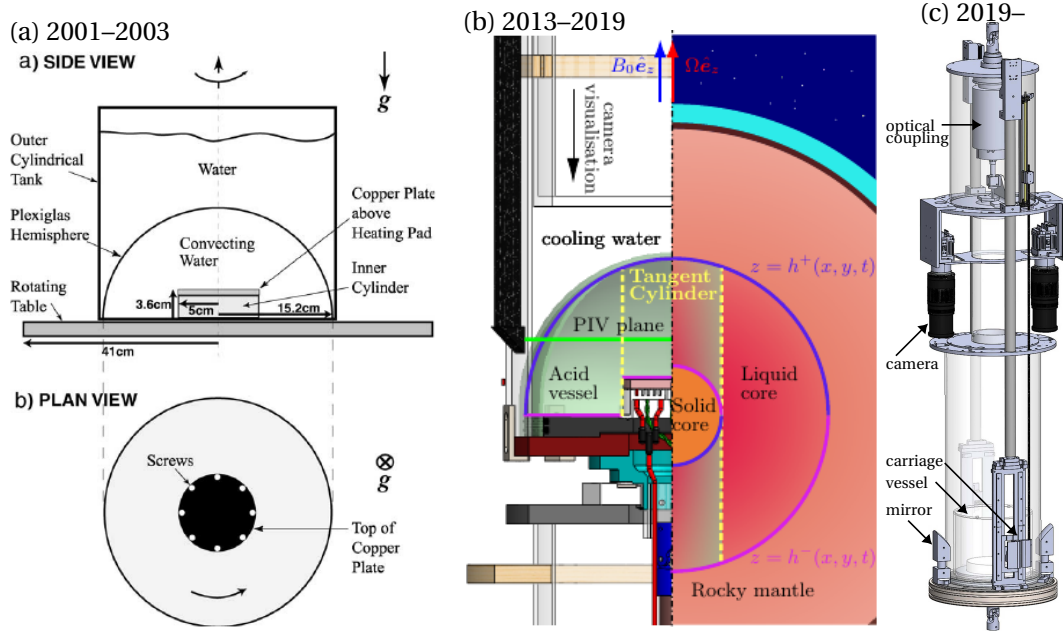 (a) 2001–2003
a) SIDE VIEW
g
Outer
Cylindrical
Tank
Water
Plexiglas
Hemisphere
Convecting
Water
Copper Plate
above
Heating Pad
Inner
Cylinder
Rotating
Table
3.6cm
5cm
15.2cm
41cm
b) PLAN VIEW
Screws
g
Top of
Copper
Plate
(b) 2013–2019
B₀êz
Ωêz
camera
visualisation
cooling water
z = h⁺(x, y, t)
Tangent
Cylinder
PIV plane
Acid
vessel
Solid
core
Liquid
core
z = h⁻(x, y, t)
Rocky mantle
(c) 2019–
optical
coupling
camera
carriage
vessel
mirror